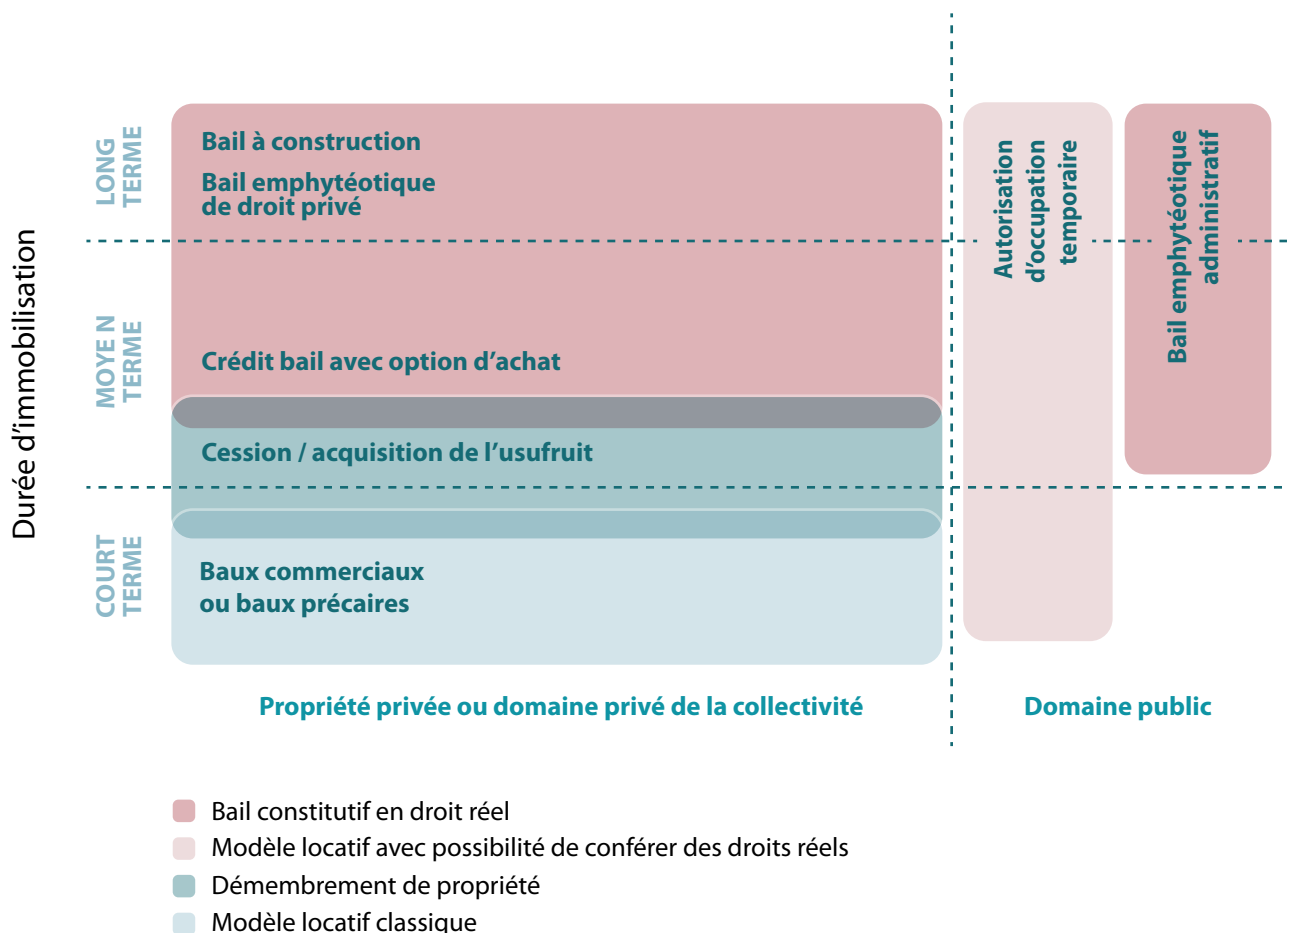 Durée d’immobilisation
LONG
TERME
Bail à construction
Bail emphytéotique
de droit privé
MOYE N
TERME
Crédit bail avec option d’achat
Cession / acquisition de l’usufruit
COURT
TERME
Baux commerciaux
ou baux précaires
Autorisation
d’occupation
temporaire
Bail emphytéotique
administratif
Propriété privée ou domaine privé de la collectivité
Domaine public
Bail constitutif en droit réel
Modèle locatif avec possibilité de conférer des droits réels
Démembrement de propriété
Modèle locatif classique